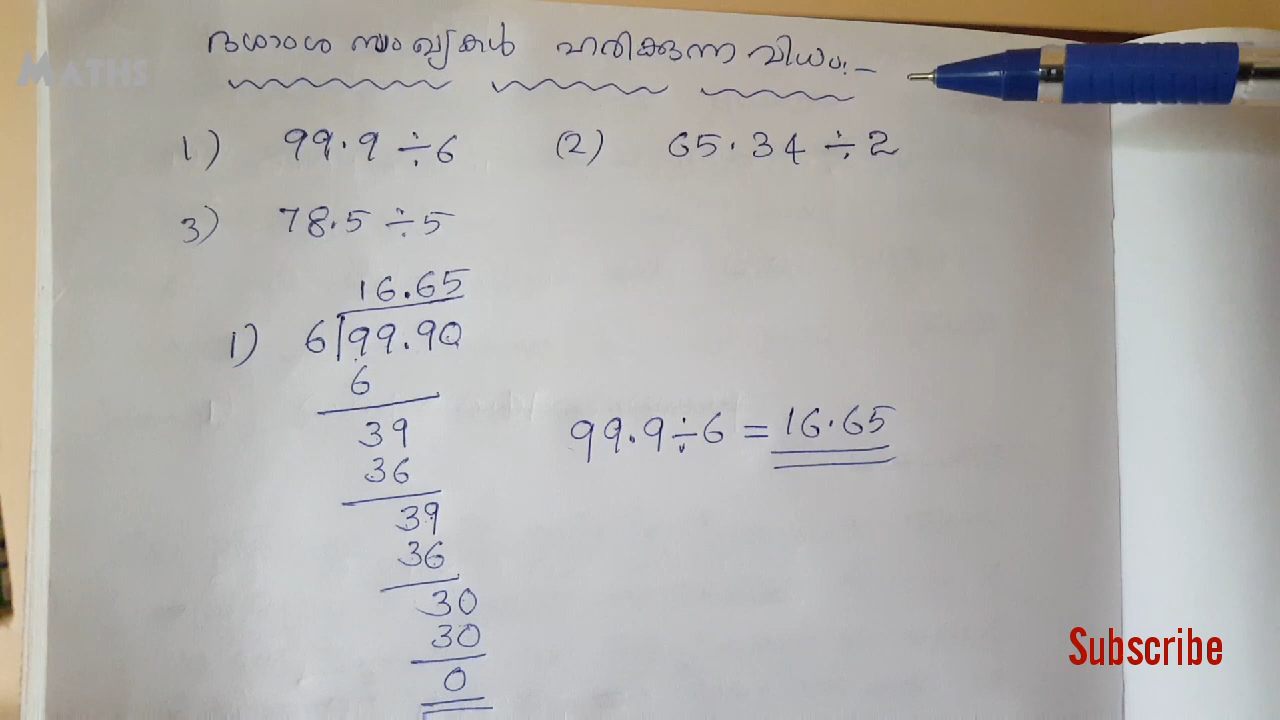 MATHS
ദശാംശ സംഖ്യകൾ ഹരിക്കുന്ന വിധം:-
1) 99.9 ÷ 6 (2) 65.34 ÷ 2
3) 78.5 ÷ 5
16.65
1) 6 99.90
6
39
36
99.9 ÷ 6 = 16.65
39
36
30
30
0
Subscribe